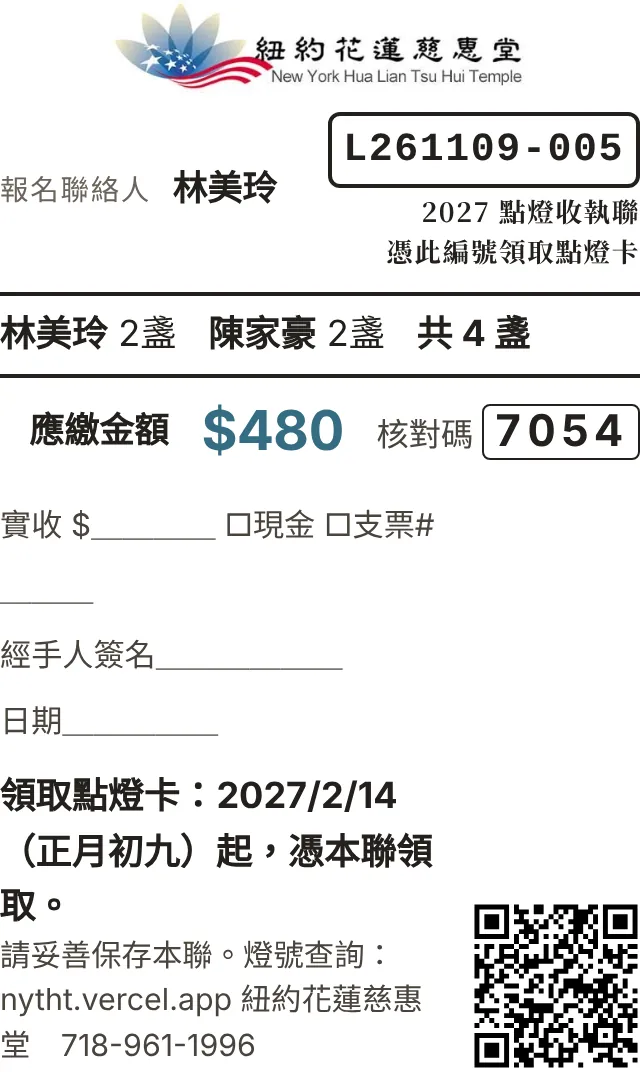 紐約花蓮慈惠堂
New York Hua Lian Tsu Hui Temple
L261109-005
報名聯絡人 林美玲
2027 點燈收執聯
憑此編號領取點燈卡
林美玲 2盞 陳家豪 2盞 共 4 盞
應繳金額 $480 核對碼 7054
實收 $________ □現金 □支票#
______
經手人簽名____________
日期__________
領取點燈卡：2027/2/14
（正月初九）起，憑本聯領
取。
請妥善保存本聯。燈號查詢：
nytht.vercel.app 紐約花蓮慈惠
堂　718-961-1996